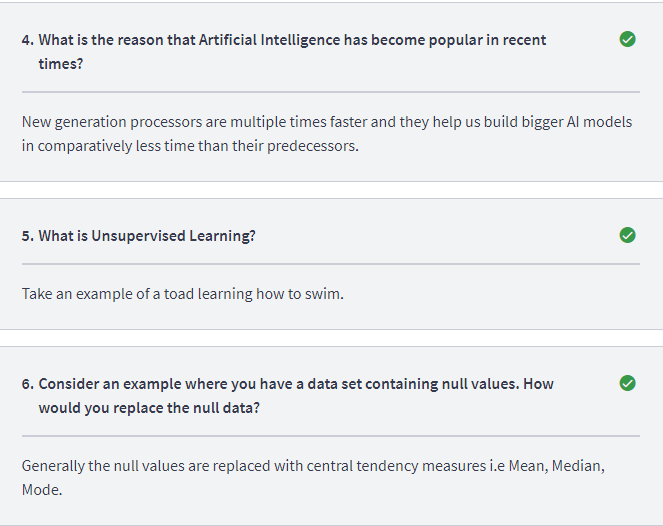 4. What is the reason that Artificial Intelligence has become popular in recent
times?
New generation processors are multiple times faster and they help us build bigger AI models
in comparatively less time than their predecessors.
5. What is Unsupervised Learning?
Take an example of a toad learning how to swim.
6. Consider an example where you have a data set containing null values. How
would you replace the null data?
Generally the null values are replaced with central tendency measures i.e Mean, Median,
Mode.